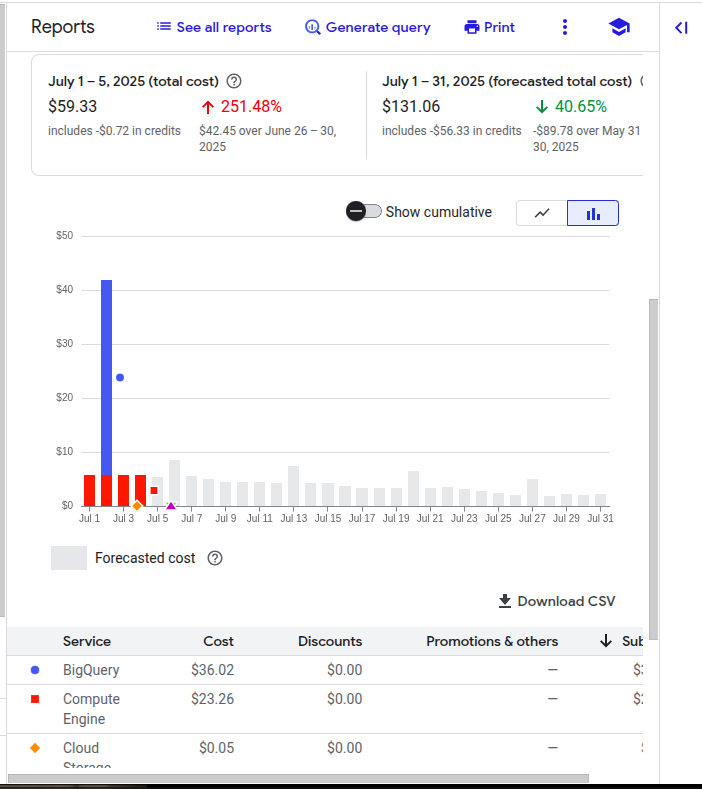 Reports See all reports Generate query Print
July 1 – 5, 2025 (total cost) July 1 – 31, 2025 (forecasted total cost)
$59.33 251.48% $131.06 40.65%
includes -$0.72 in credits $42.45 over June 26 – 30, includes -$56.33 in credits -$89.78 over May 31
2025 30, 2025
Show cumulative
$50
$40
$30
$20
$10
$0
Jul 1 Jul 3 Jul 5 Jul 7 Jul 9 Jul 11 Jul 13 Jul 15 Jul 17 Jul 19 Jul 21 Jul 23 Jul 25 Jul 27 Jul 29 Jul 31
Forecasted cost
Download CSV
Service Cost Discounts Promotions & others Sub
BigQuery $36.02 $0.00 —
Compute $23.26 $0.00 —
Engine
Cloud $0.05 $0.00 —
Storage